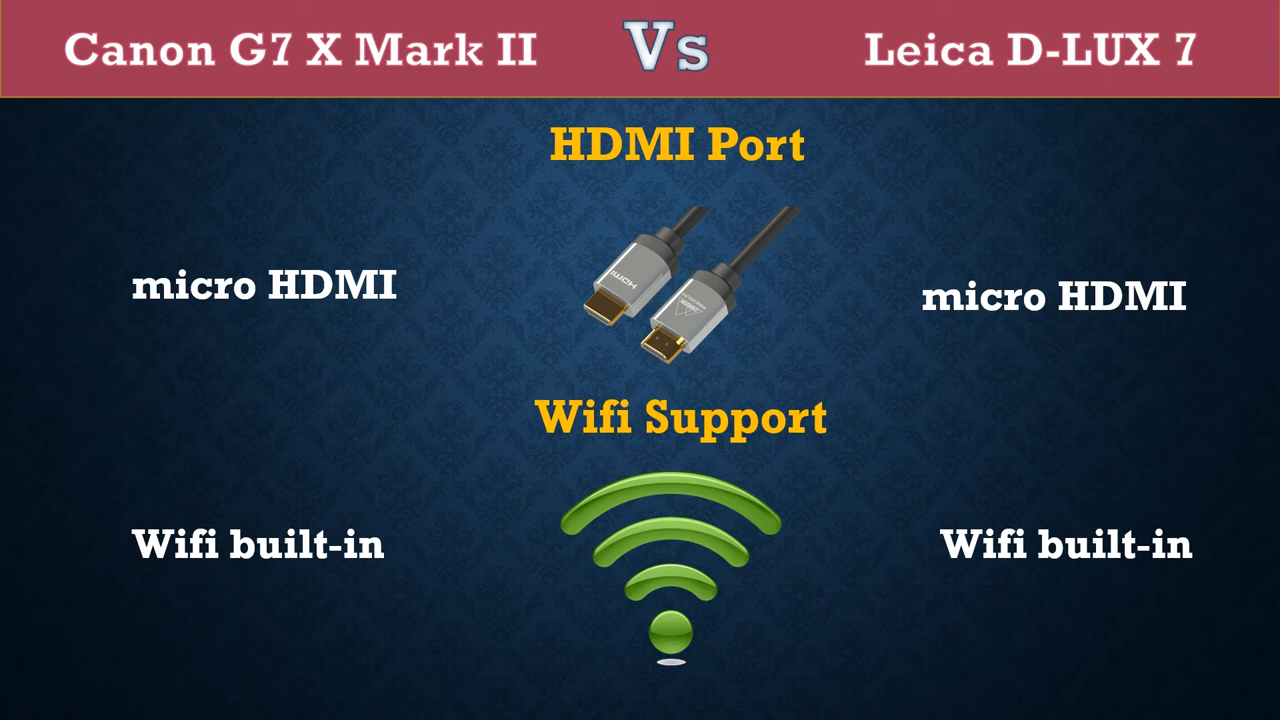 Canon G7 X Mark II Vs Leica D-LUX 7
HDMI Port
micro HDMI
HDMI
micro HDMI
Wifi Support
Wifi built-in
Wifi built-in